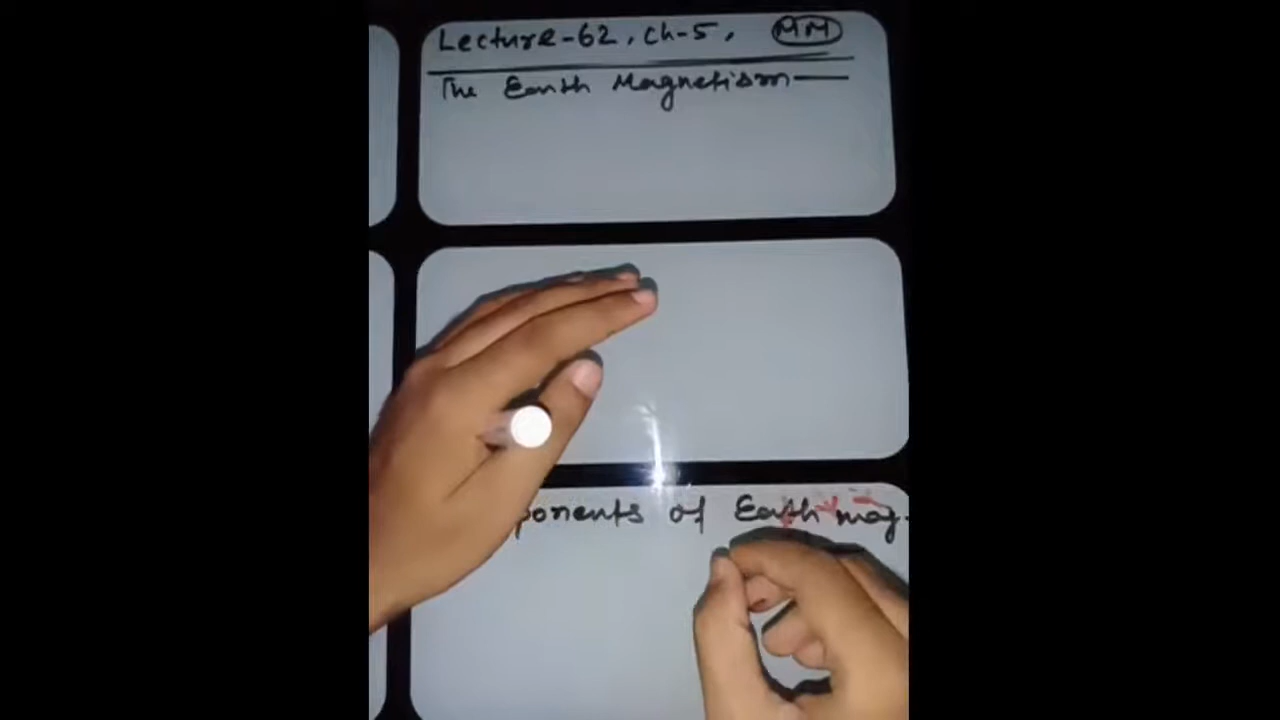 Lecture-62, Ch-5, MM
The Earth Magnetism
ponents of Earth mag.